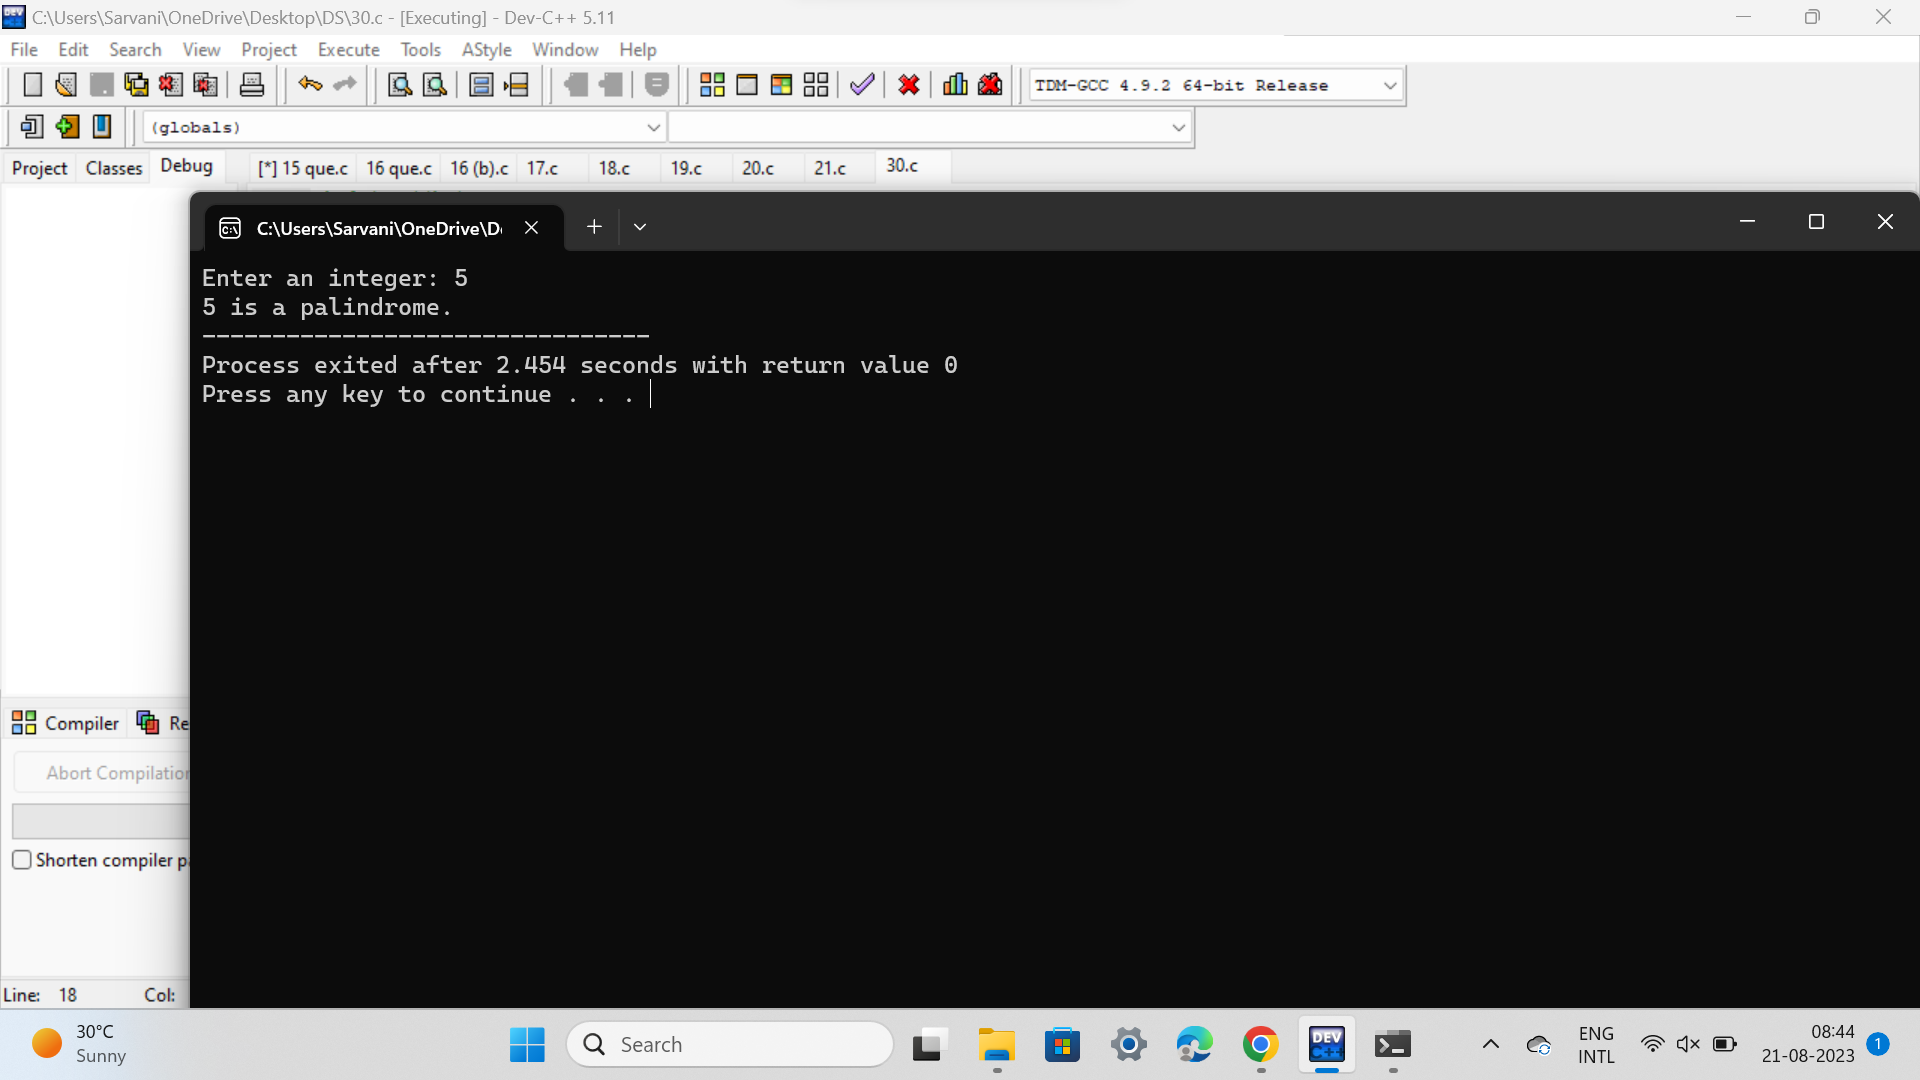 C:\Users\Sarvani\OneDrive\Desktop\DS\30.c - [Executing] - Dev-C++ 5.11
File Edit Search View Project Execute Tools AStyle Window Help
TDM-GCC 4.9.2 64-bit Release
(globals)
Project Classes Debug [*] 15 que.c 16 que.c 16 (b).c 17.c 18.c 19.c 20.c 21.c 30.c
C:\Users\Sarvani\OneDrive\D
Enter an integer: 5
5 is a palindrome.
--------------------------------
Process exited after 2.454 seconds with return value 0
Press any key to continue . . .
Compiler Re
Abort Compilation
Shorten compiler pa
Line: 18 Col:
30°C
Sunny
Search
DEV
C++
ENG
INTL
08:44
21-08-2023
1